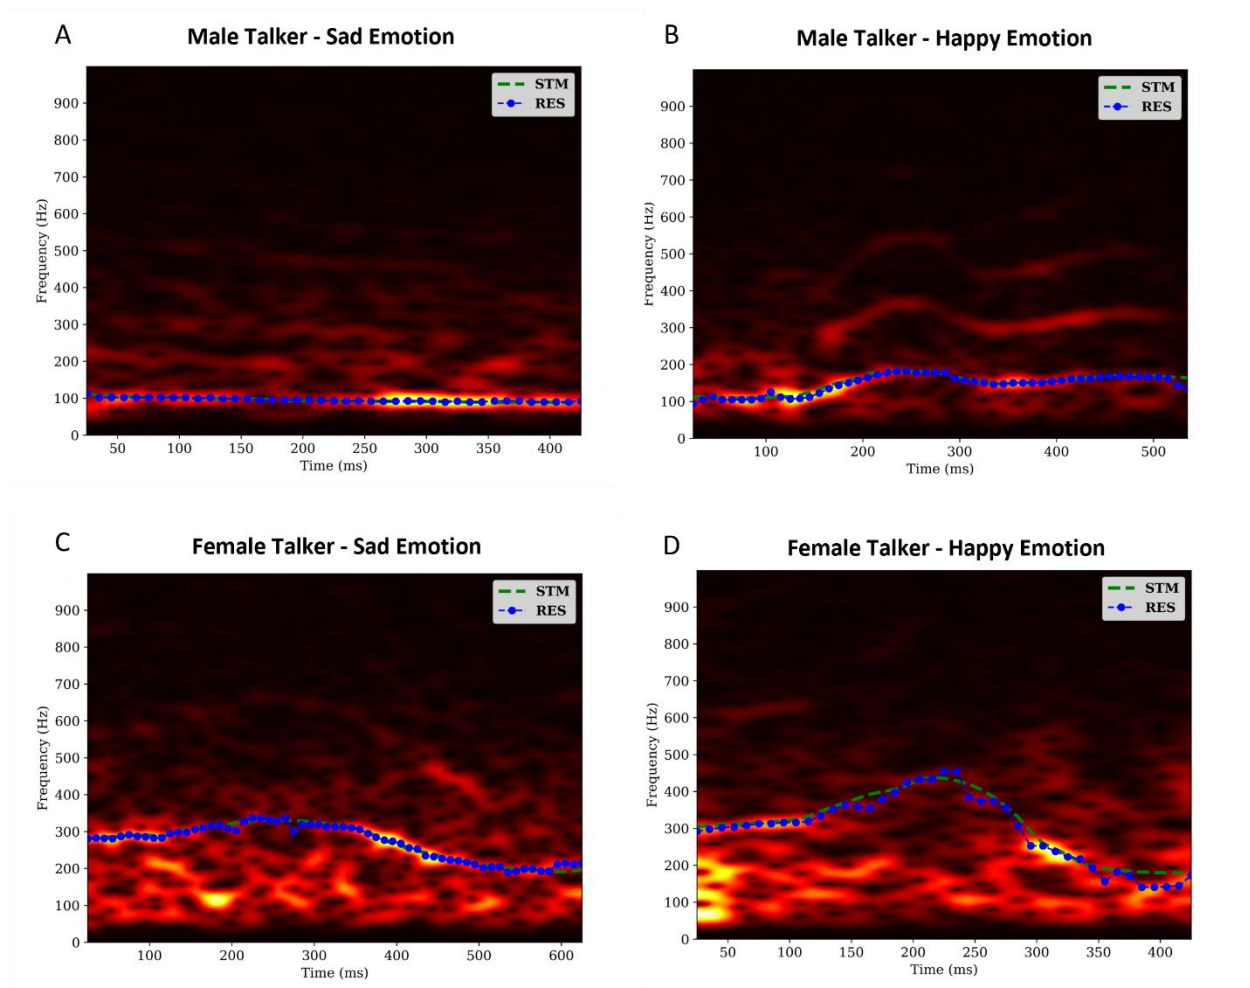 A
Male Talker - Sad Emotion
STM
RES
900
800
700
600
500
400
300
200
100
0
Frequency (Hz)
50 100 150 200 250 300 350 400
Time (ms)
B
Male Talker - Happy Emotion
STM
RES
900
800
700
600
500
400
300
200
100
0
Frequency (Hz)
100 200 300 400 500
Time (ms)
C
Female Talker - Sad Emotion
STM
RES
900
800
700
600
500
400
300
200
100
0
Frequency (Hz)
100 200 300 400 500 600
Time (ms)
D
Female Talker - Happy Emotion
STM
RES
900
800
700
600
500
400
300
200
100
0
Frequency (Hz)
50 100 150 200 250 300 350 400
Time (ms)